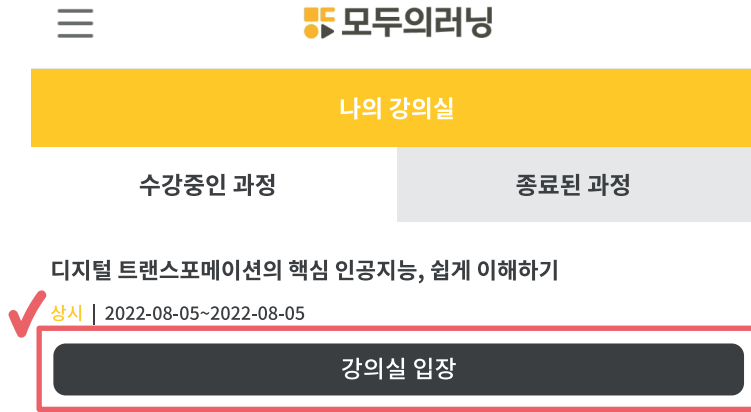 모두의러닝
나의 강의실
수강중인 과정
종료된 과정
디지털 트랜스포메이션의 핵심 인공지능, 쉽게 이해하기
상시 | 2022-08-05~2022-08-05
강의실 입장